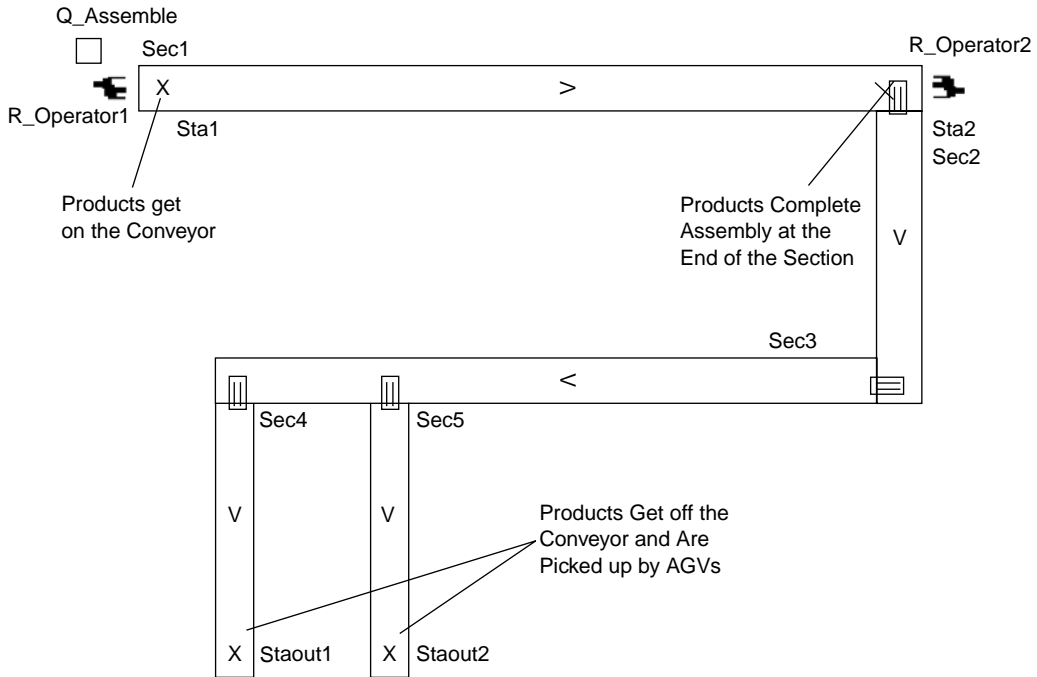 Q_Assemble
Sec1
R_Operator2
X
>
R_Operator1
Sta1
Sta2
Sec2
Products get
on the Conveyor
Products Complete
Assembly at the
End of the Section
V
Sec3
<
Sec4
Sec5
V
V
Products Get off the
Conveyor and Are
Picked up by AGVs
X
Staout1
X
Staout2